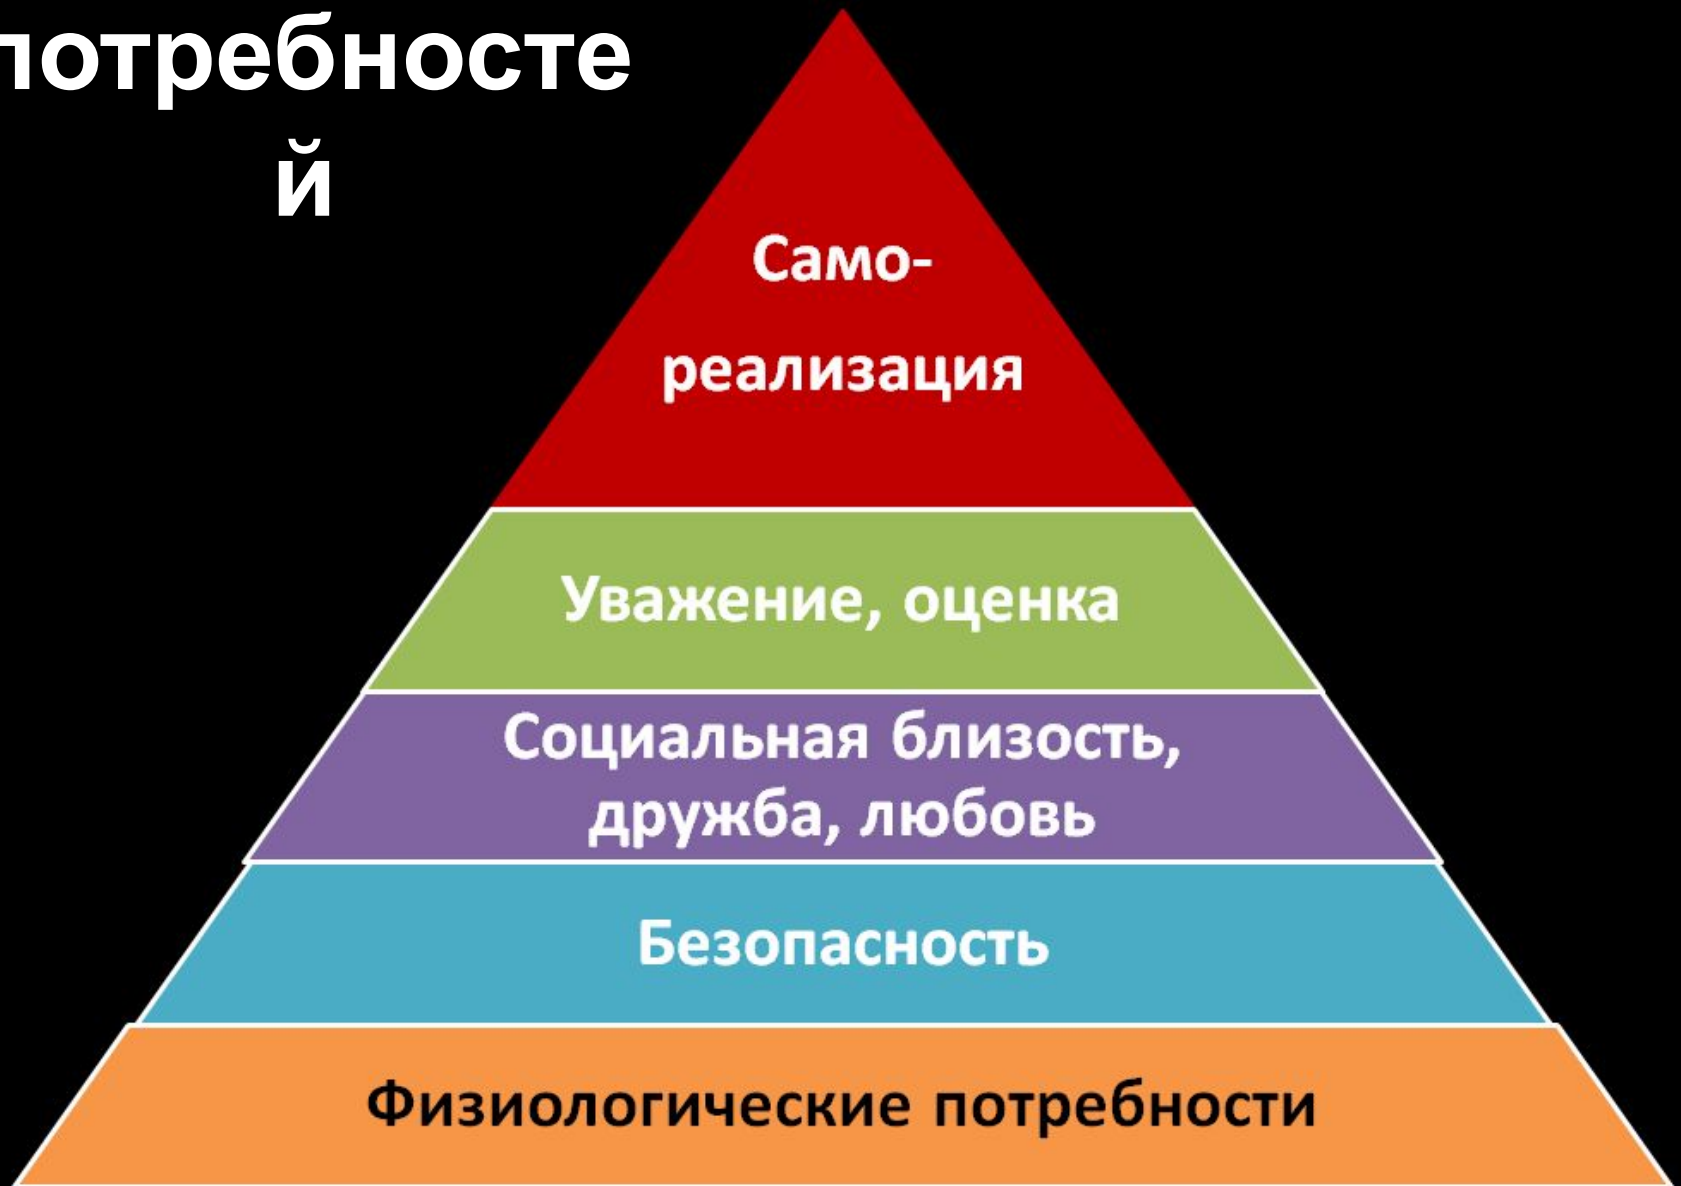 потребносте
й
Само-
реализация
Уважение, оценка
Социальная близость,
дружба, любовь
Безопасность
Физиологические потребности